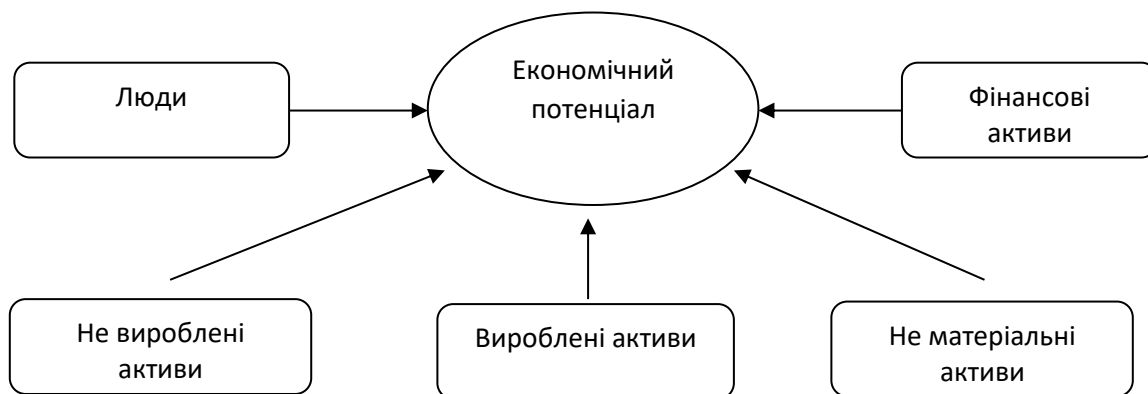 Економічний
потенціал
Люди
Фінансові
активи
Не вироблені
активи
Вироблені активи
Не матеріальні
активи